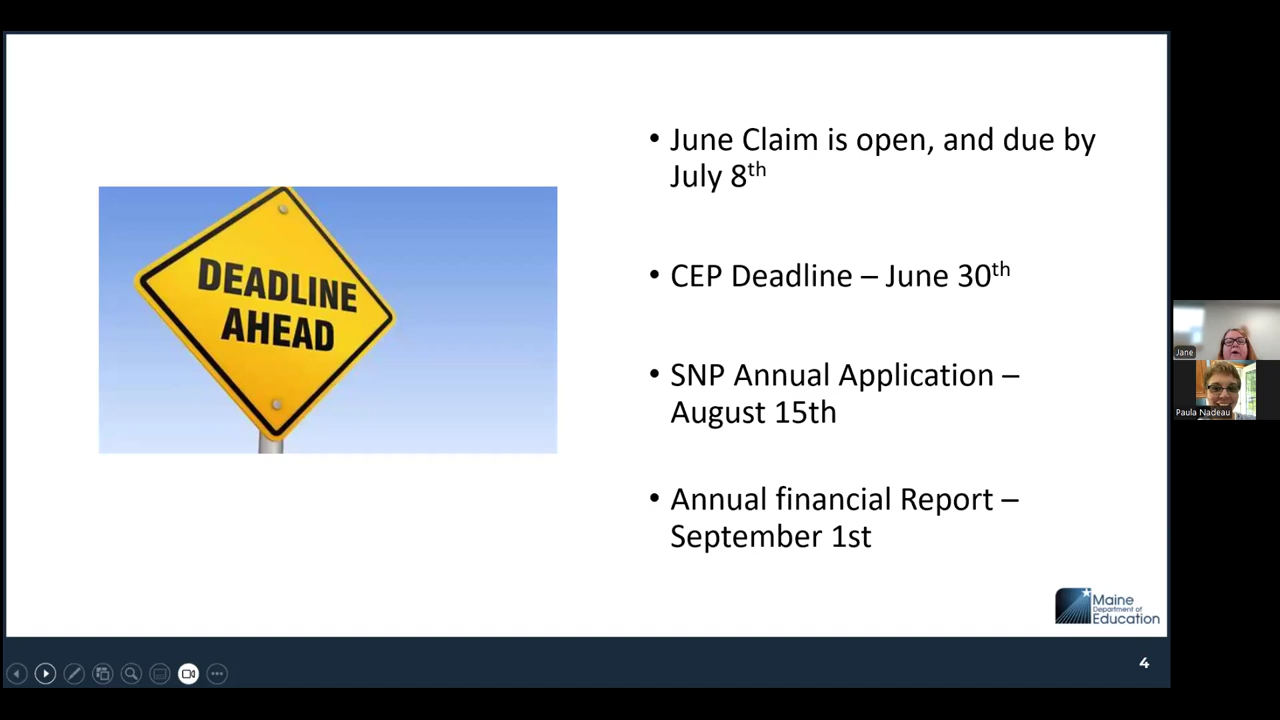 DEADLINE
AHEAD
• June Claim is open, and due by
July 8th
• CEP Deadline – June 30th
• SNP Annual Application –
August 15th
• Annual financial Report –
September 1st
Maine
Department of
Education
4
Jane
Paula Nadeau